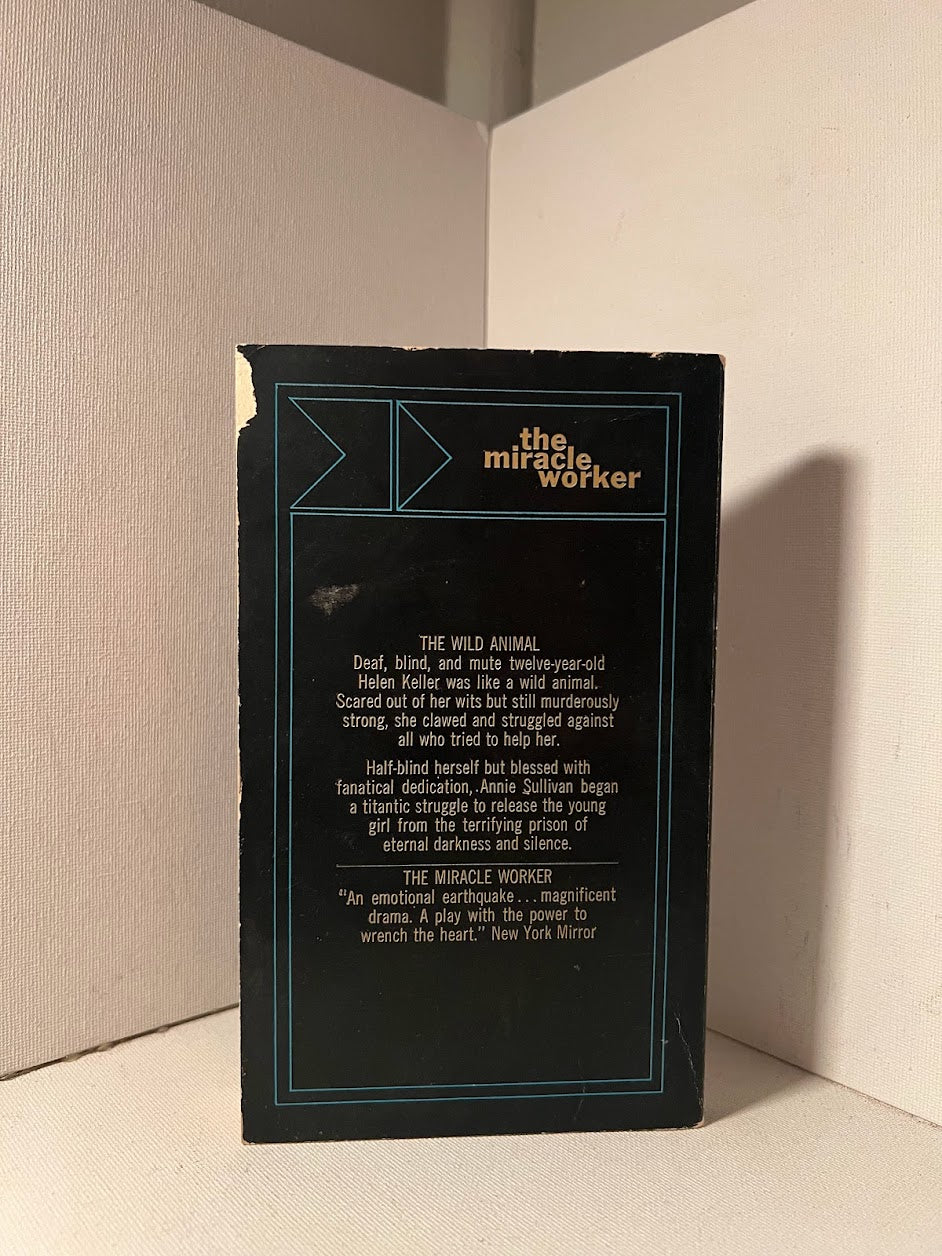 the
miracle
worker
THE WILD ANIMAL
Deaf, blind, and mute twelve-year-old
Helen Keller was like a wild animal.
Scared out of her wits but still murderously
strong, she clawed and struggled against
all who tried to help her.
Half-blind herself but blessed with
fanatical dedication, Annie Sullivan began
a titantic struggle to release the young
girl from the terrifying prison of
eternal darkness and silence.
THE MIRACLE WORKER
"An emotional earthquake... magnificent
drama. A play with the power to
wrench the heart." New York Mirror